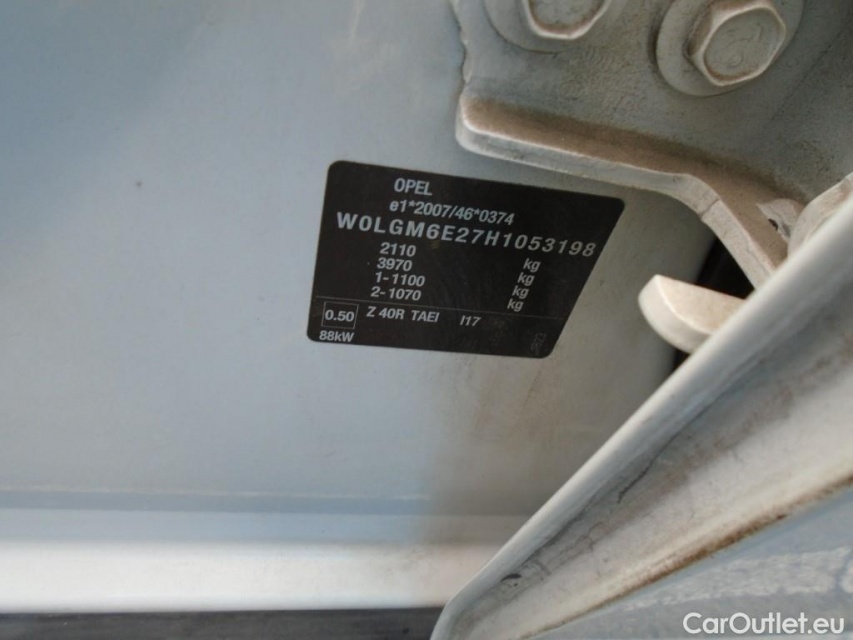 OPEL
e1*2007/46*0374
W0LGM6E27H1053198
2110 kg
3970 kg
1-1100 kg
2-1070 kg
0.50 Z 40R TAEI I17
88kW
CarOutlet.eu